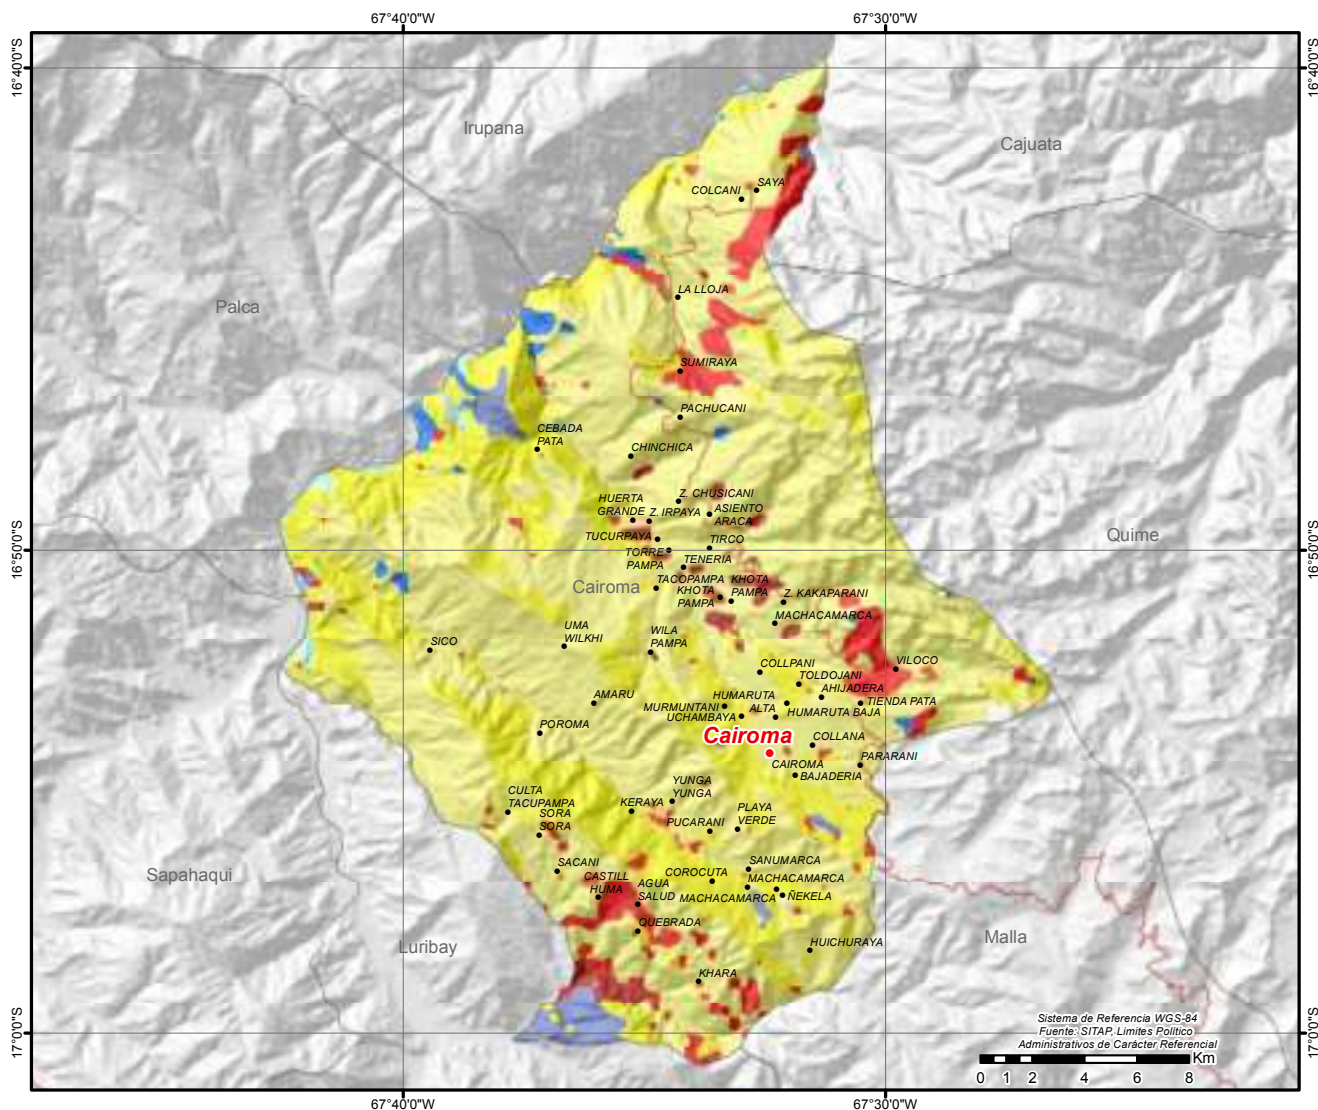 67°40'0"W
67°30'0"W
16°40'0"S
16°40'0"S
Irupana
Cajuata
SAYA
COLCANI
Palca
LA LLOJA
SUMIRAYA
PACHUCANI
CEBADA
PATA
CHINCHICA
Z. CHUSICANI
HUERTA
GRANDE
Z. IRPAYA
ASIENTO
ARACA
TUCURPAYA
TIRCO
Quime
16°50'0"S
16°50'0"S
TORRE
PAMPA
TENERIA
Cairoma
TACOPAMPA
KHOTA
PAMPA
KHOTA
PAMPA
Z. KAKAPARANI
MACHACAMARCA
UMA
WILKHI
WILA
PAMPA
SICO
COLLPANI
VILOCO
TOLDOJANI
AHIJADERA
AMARU
HUMARUTA
ALTA
MURMUNTANI
TIENDA PATA
UCHAMBAYA
HUMARUTA BAJA
POROMA
Cairoma
COLLANA
CAIROMA
PARARANI
BAJADERIA
YUNGA
YUNGA
CULTA
TACUPAMPA
KERAYA
PLAYA
VERDE
SORA
SORA
PUCARANI
SACANI
SANUMARCA
Sapahaqui
COROCUTA
MACHACAMARCA
CASTILL
HUMA
AGUA
SALUD
MACHACAMARCA
ÑEKELA
QUEBRADA
Luribay
HUICHURAYA
Malla
KHARA
Sistema de Referencia WGS-84
Fuente: SITAP, Limites Politico
Administrativos de Carácter Referencial
17°0'0"S
17°0'0"S
Km
0 1 2 4 6 8
67°40'0"W
67°30'0"W